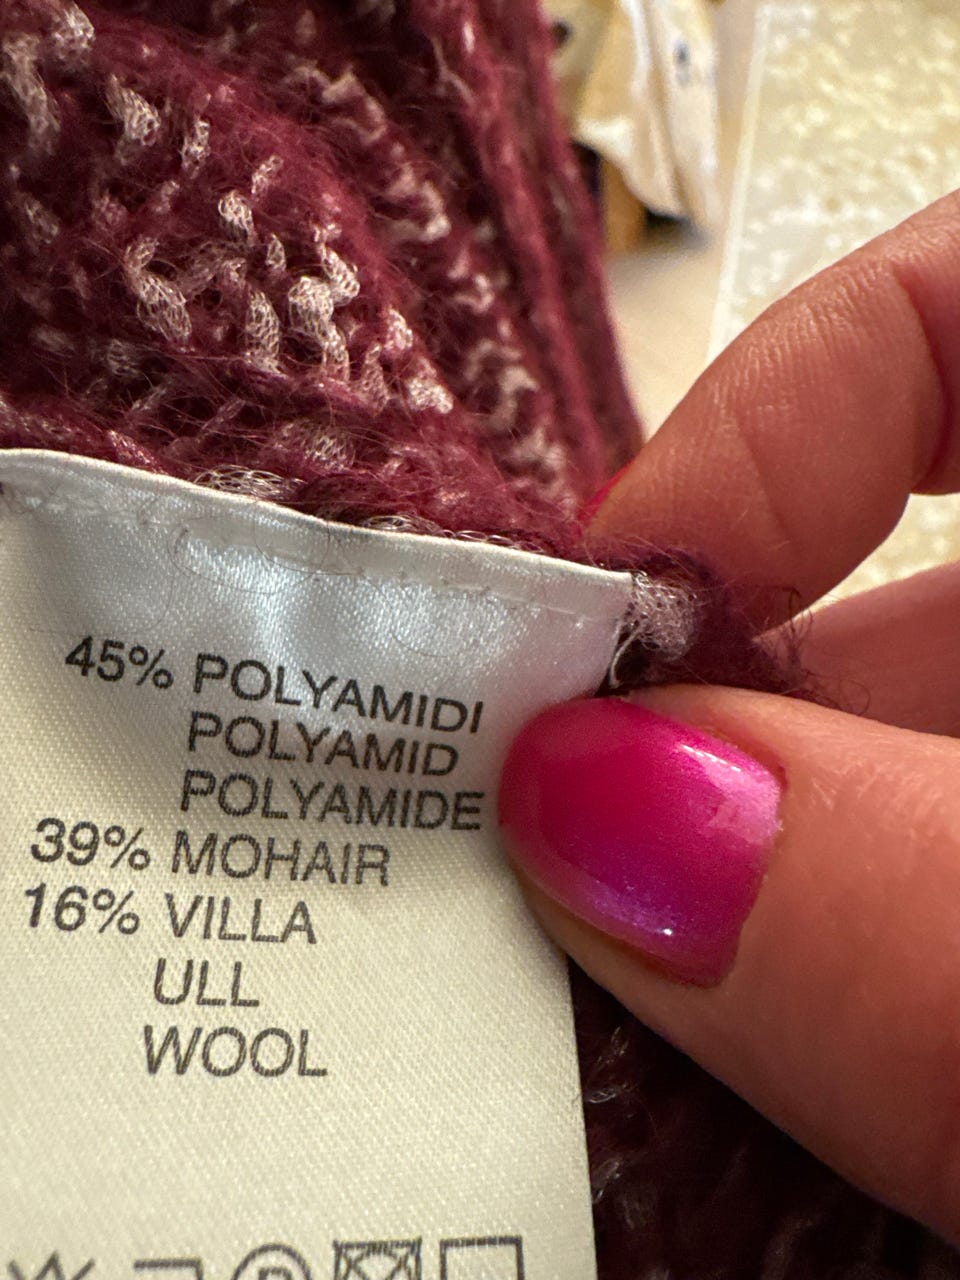 45% POLYAMIDI
POLYAMID
POLYAMIDE
39% MOHAIR
16% VILLA
ULL
WOOL